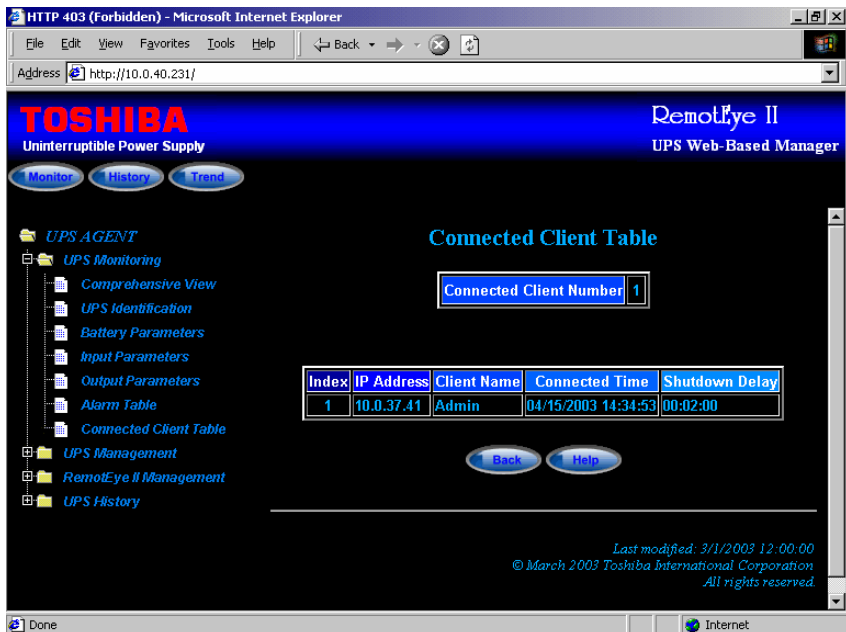 HTTP 403 (Forbidden) - Microsoft Internet Explorer
File Edit View Favorites Tools Help Back
Address http://10.0.40.231/
TOSHIBA
Uninterruptible Power Supply
RemotEye II
UPS Web-Based Manager
Monitor History Trend
UPS AGENT
UPS Monitoring
Comprehensive View
UPS Identification
Battery Parameters
Input Parameters
Output Parameters
Alarm Table
Connected Client Table
UPS Management
RemotEye II Management
UPS History
Connected Client Table
Connected Client Number 1
Index IP Address Client Name Connected Time Shutdown Delay
1 10.0.37.41 Admin 04/15/2003 14:34:53 00:02:00
Back Help
Last modified: 3/1/2003 12:00:00
© March 2003 Toshiba International Corporation
All rights reserved.
Done Internet